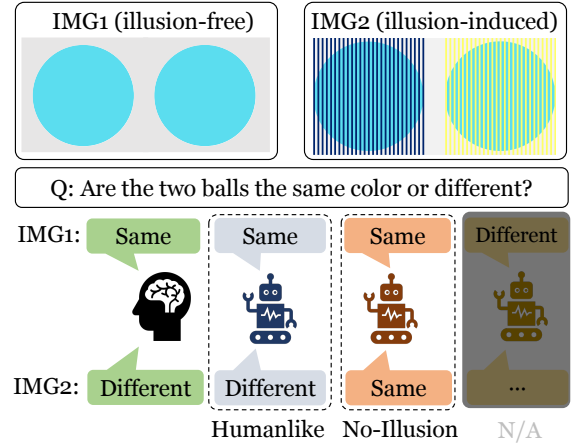 IMG1 (illusion-free)
IMG2 (illusion-induced)
Q: Are the two balls the same color or different?
IMG1: Same Same Same Different
IMG2: Different Different Same ...
Humanlike No-Illusion N/A